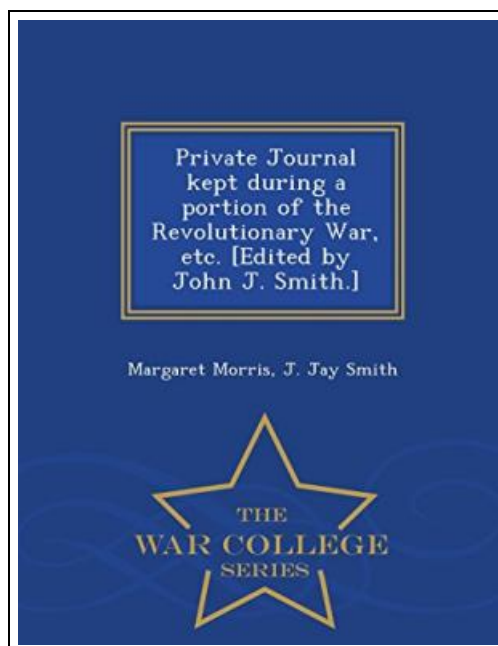 Private Journal
kept during a
portion of the
Revolutionary War,
etc. [Edited by
John J. Smith.]
Margaret Morris, J. Jay Smith
THE
WAR COLLEGE
SERIES